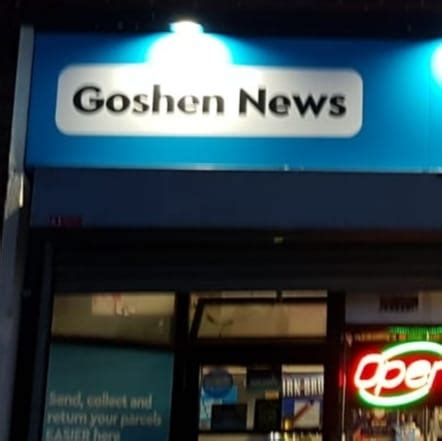 Goshen News
Send, collect and
return your parcels
EASIER here
Open